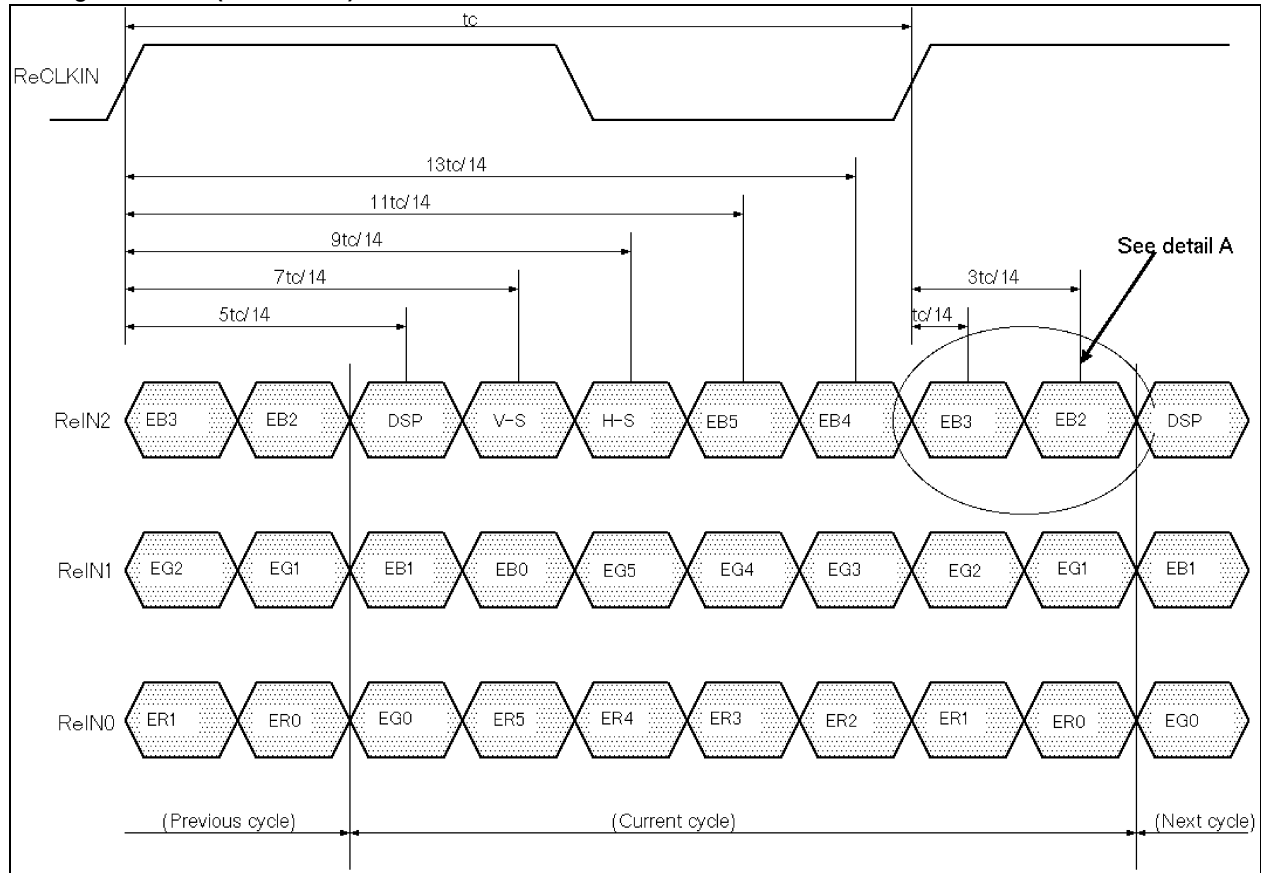 tc
ReCLKIN
13tc/14
11tc/14
9tc/14
See detail A
7tc/14
3tc/14
5tc/14
tc/14
ReIN2 EB3 EB2 DSP V-S H-S EB5 EB4 EB3 EB2 DSP
ReIN1 EG2 EG1 EB1 EB0 EG5 EG4 EG3 EG2 EG1 EB1
ReIN0 ER1 ER0 EG0 ER5 ER4 ER3 ER2 ER1 ER0 EG0
(Previous cycle) (Current cycle) (Next cycle)